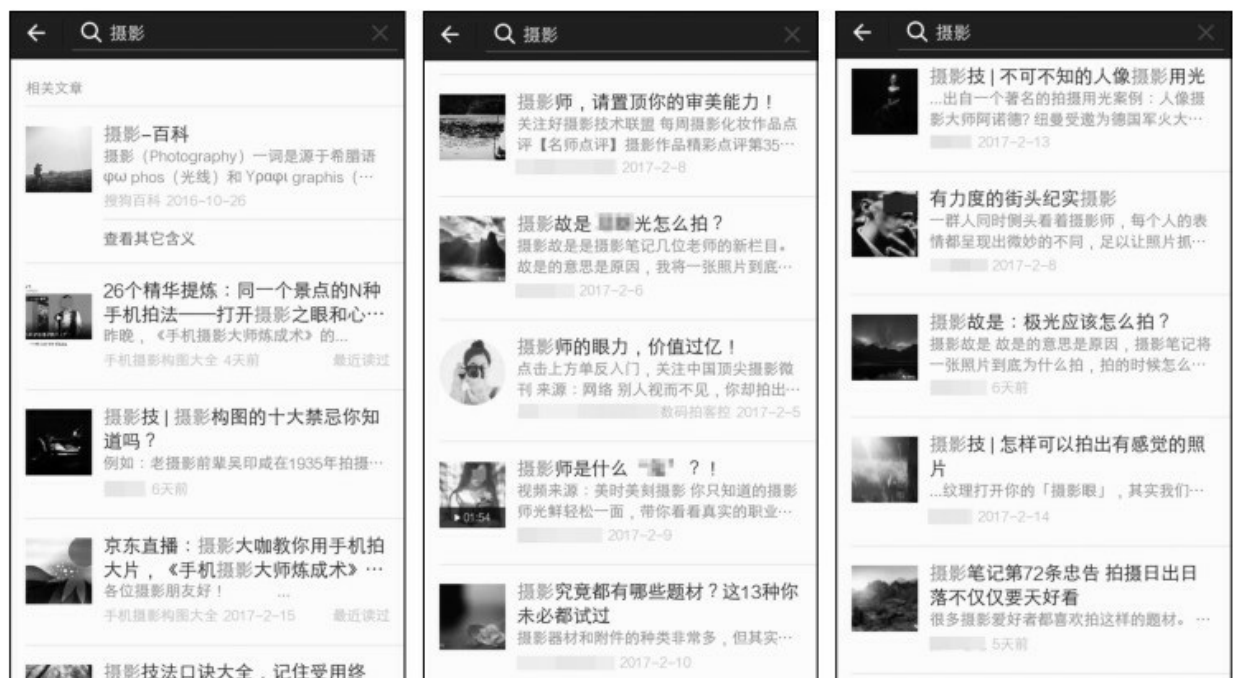 摄影
相关文章
摄影-百科
摄影（Photography）一词是源于希腊语
φω phos（光线）和 Υραφι graphis（…
搜狗百科 2016-10-26
查看其它含义
26个精华提炼：同一个景点的N种
手机拍法——打开摄影之眼和心…
昨晚，《手机摄影大师炼成术》的...
手机摄影构图大全 4天前 最近读过
摄影技 | 摄影构图的十大禁忌你知
道吗？
例如：老摄影前辈吴印咸在1935年拍摄…
6天前
京东直播：摄影大咖教你用手机拍
大片，《手机摄影大师炼成术》…
各位摄影朋友好！ ...
手机摄影构图大全 2017-2-15 最近读过
摄影技法口诀大全，记住受用终
摄影
摄影师，请置顶你的审美能力！
关注好摄影技术联盟 每周摄影化妆作品点
评【名师点评】摄影作品精彩点评第35…
2017-2-8
摄影故是 光怎么拍？
摄影故是是摄影笔记几位老师的新栏目。
故是的意思是原因，我将一张照片到底…
2017-2-6
摄影师的眼力，价值过亿！
点击上方单反入门，关注中国顶尖摄影微
刊 来源：网络 别人视而不见，你却拍出…
数码拍客控 2017-2-5
摄影师是什么 ？！
视频来源：美时美刻摄影 你只知道的摄影
师光鲜轻松一面，带你看看真实的职业…
01:54
2017-2-9
摄影究竟都有哪些题材？这13种你
未必都试过
摄影器材和附件的种类非常多，但其实…
2017-2-10
摄影
摄影技 | 不可不知的人像摄影用光
...出自一个著名的拍摄用光案例：人像摄
影大师阿诺德? 纽曼受邀为德国军火大…
2017-2-13
有力度的街头纪实摄影
一群人同时侧头看着摄影师，每个人的表
情都呈现出微妙的不同，足以让照片抓…
2017-2-8
摄影故是：极光应该怎么拍？
摄影故是 故是的意思是原因，摄影笔记将
一张照片到底为什么拍，拍的时候怎么…
6天前
摄影技 | 怎样可以拍出有感觉的照
片
...纹理打开你的「摄影眼」，其实我们…
2017-2-14
摄影笔记第72条忠告 拍摄日出日
落不仅仅要天好看
很多摄影爱好者都喜欢拍这样的题材。 …
5天前